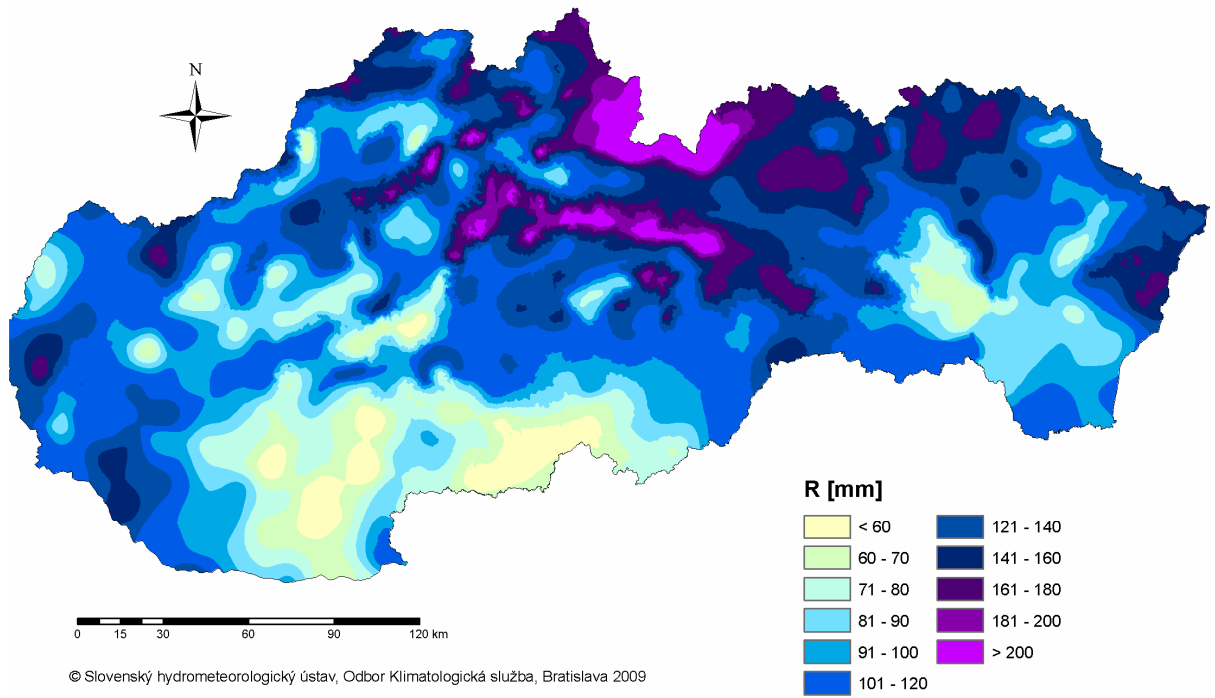 N
R [mm]
< 60
60 - 70
71 - 80
81 - 90
91 - 100
101 - 120
121 - 140
141 - 160
161 - 180
181 - 200
> 200
0 15 30 60 90 120 km
© Slovenský hydrometeorologický ústav, Odbor Klimatologická služba, Bratislava 2009